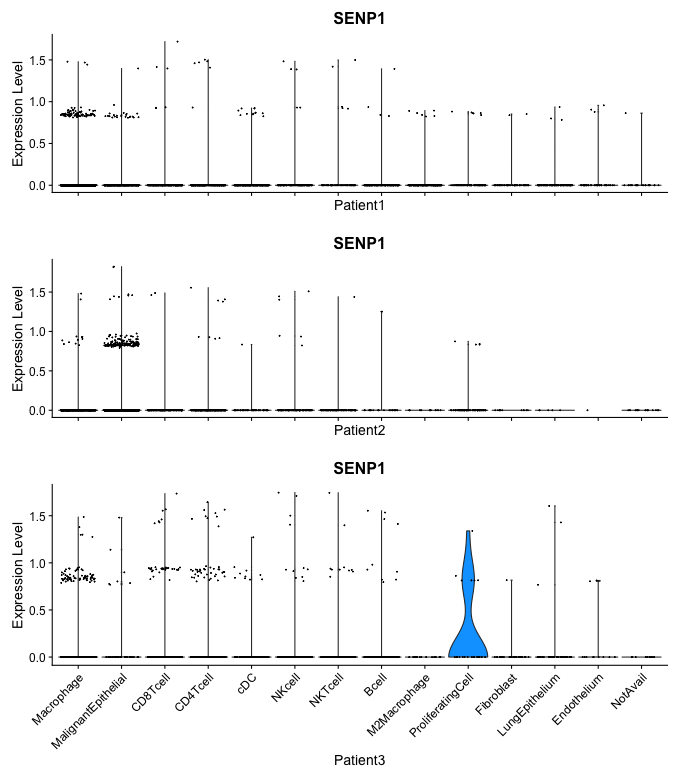 SENP1
Expression Level
1.5
1.0
0.5
0.0
Patient1
SENP1
Expression Level
1.5
1.0
0.5
0.0
Patient2
SENP1
Expression Level
1.5
1.0
0.5
0.0
Macrophage
MalignantEpithelial
CD8Tcell
CD4Tcell
cDC
NKcell
NKTcell
Bcell
M2Macrophage
ProliferatingCell
Fibroblast
LungEpithelium
Endothelium
NotAvail
Patient3